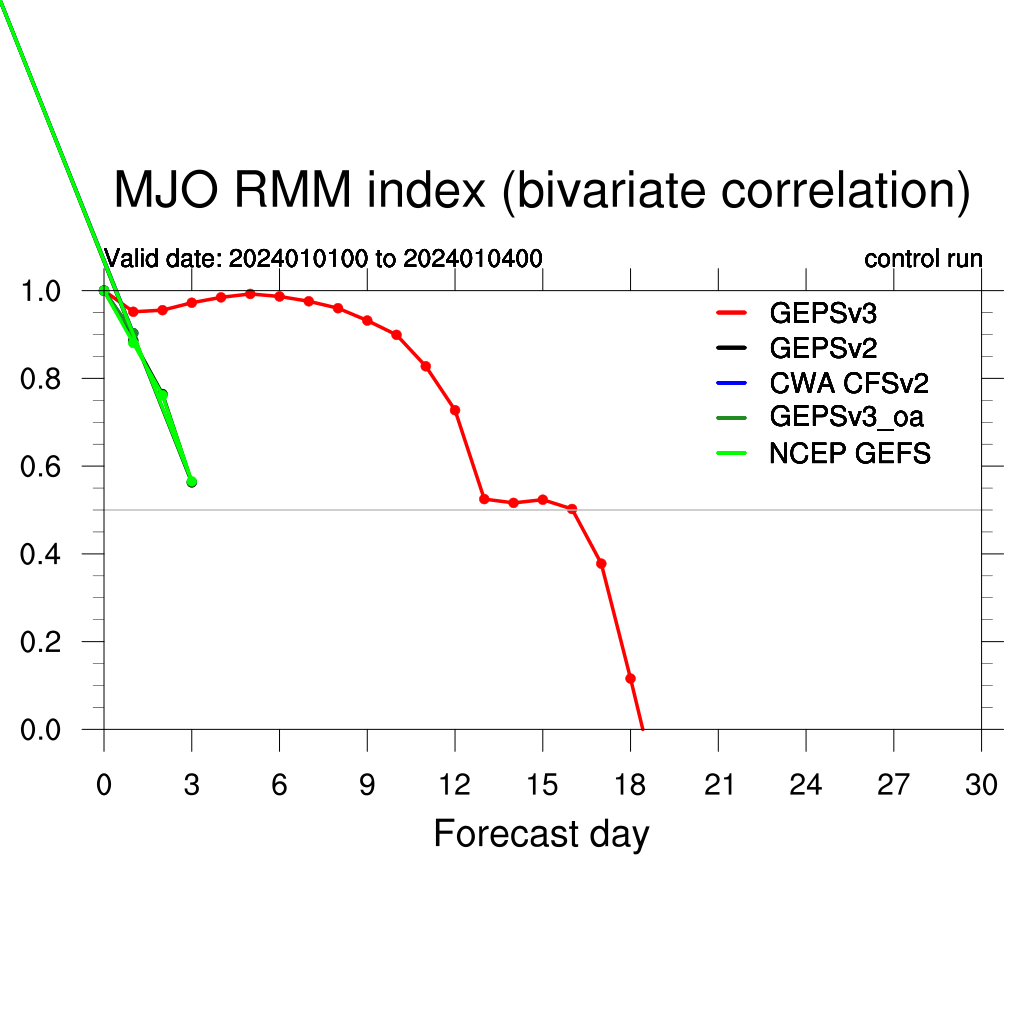 MJO RMM index (bivariate correlation)
Valid date: 2024010100 to 2024010400 control run
1.0
0.8
0.6
0.4
0.2
0.0
GEPSv3
GEPSv2
CWA CFSv2
GEPSv3_oa
NCEP GEFS
0 3 6 9 12 15 18 21 24 27 30
Forecast day